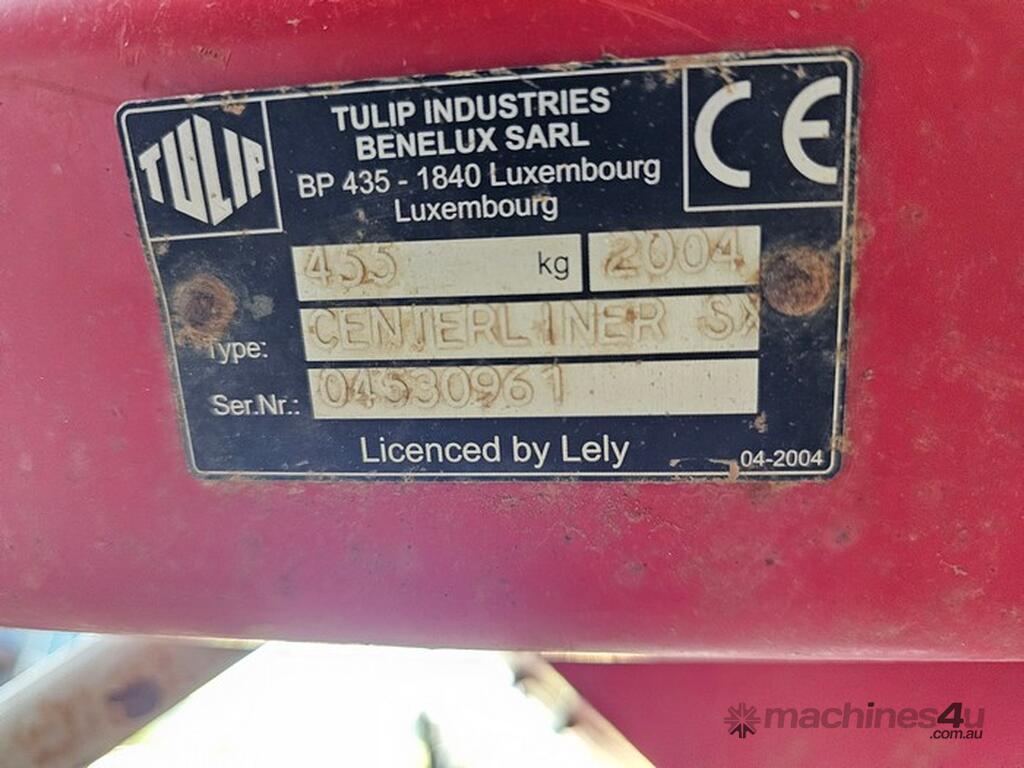 TULIP
TULIP INDUSTRIES
BENELUX SARL
BP 435 - 1840 Luxembourg
Luxembourg
CE
455 kg 2004
Type: CENTERLINER SX
Ser.Nr.: 04530961
Licenced by Lely
04-2004
machines4u
.com.au